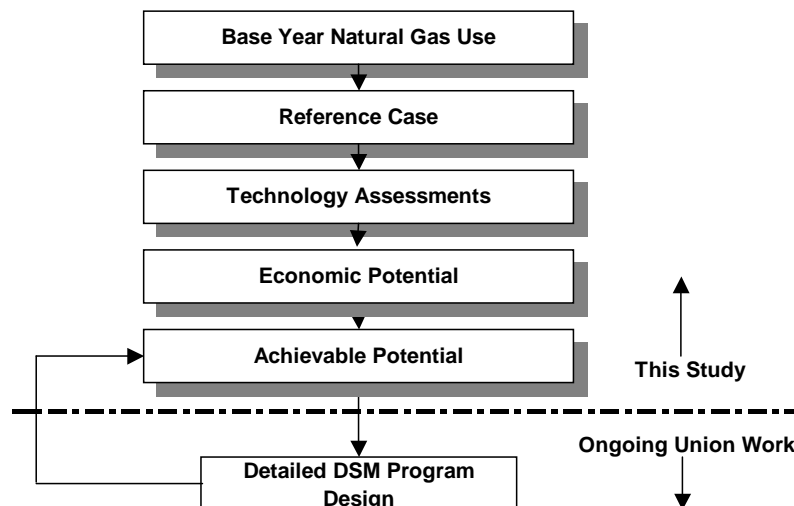 Base Year Natural Gas Use
Reference Case
Technology Assessments
Economic Potential
Achievable Potential
This Study
Ongoing Union Work
Detailed DSM Program
Design